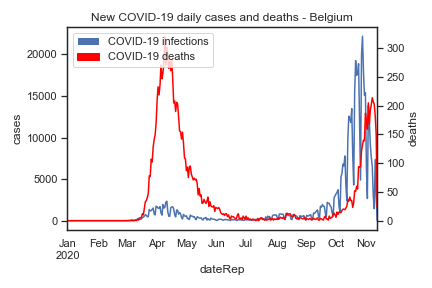 New COVID-19 daily cases and deaths - Belgium
COVID-19 infections
COVID-19 deaths
20000
15000
10000
5000
0
cases
300
250
200
150
100
50
0
deaths
Jan Feb Mar Apr May Jun Jul Aug Sep Oct Nov
2020
dateRep